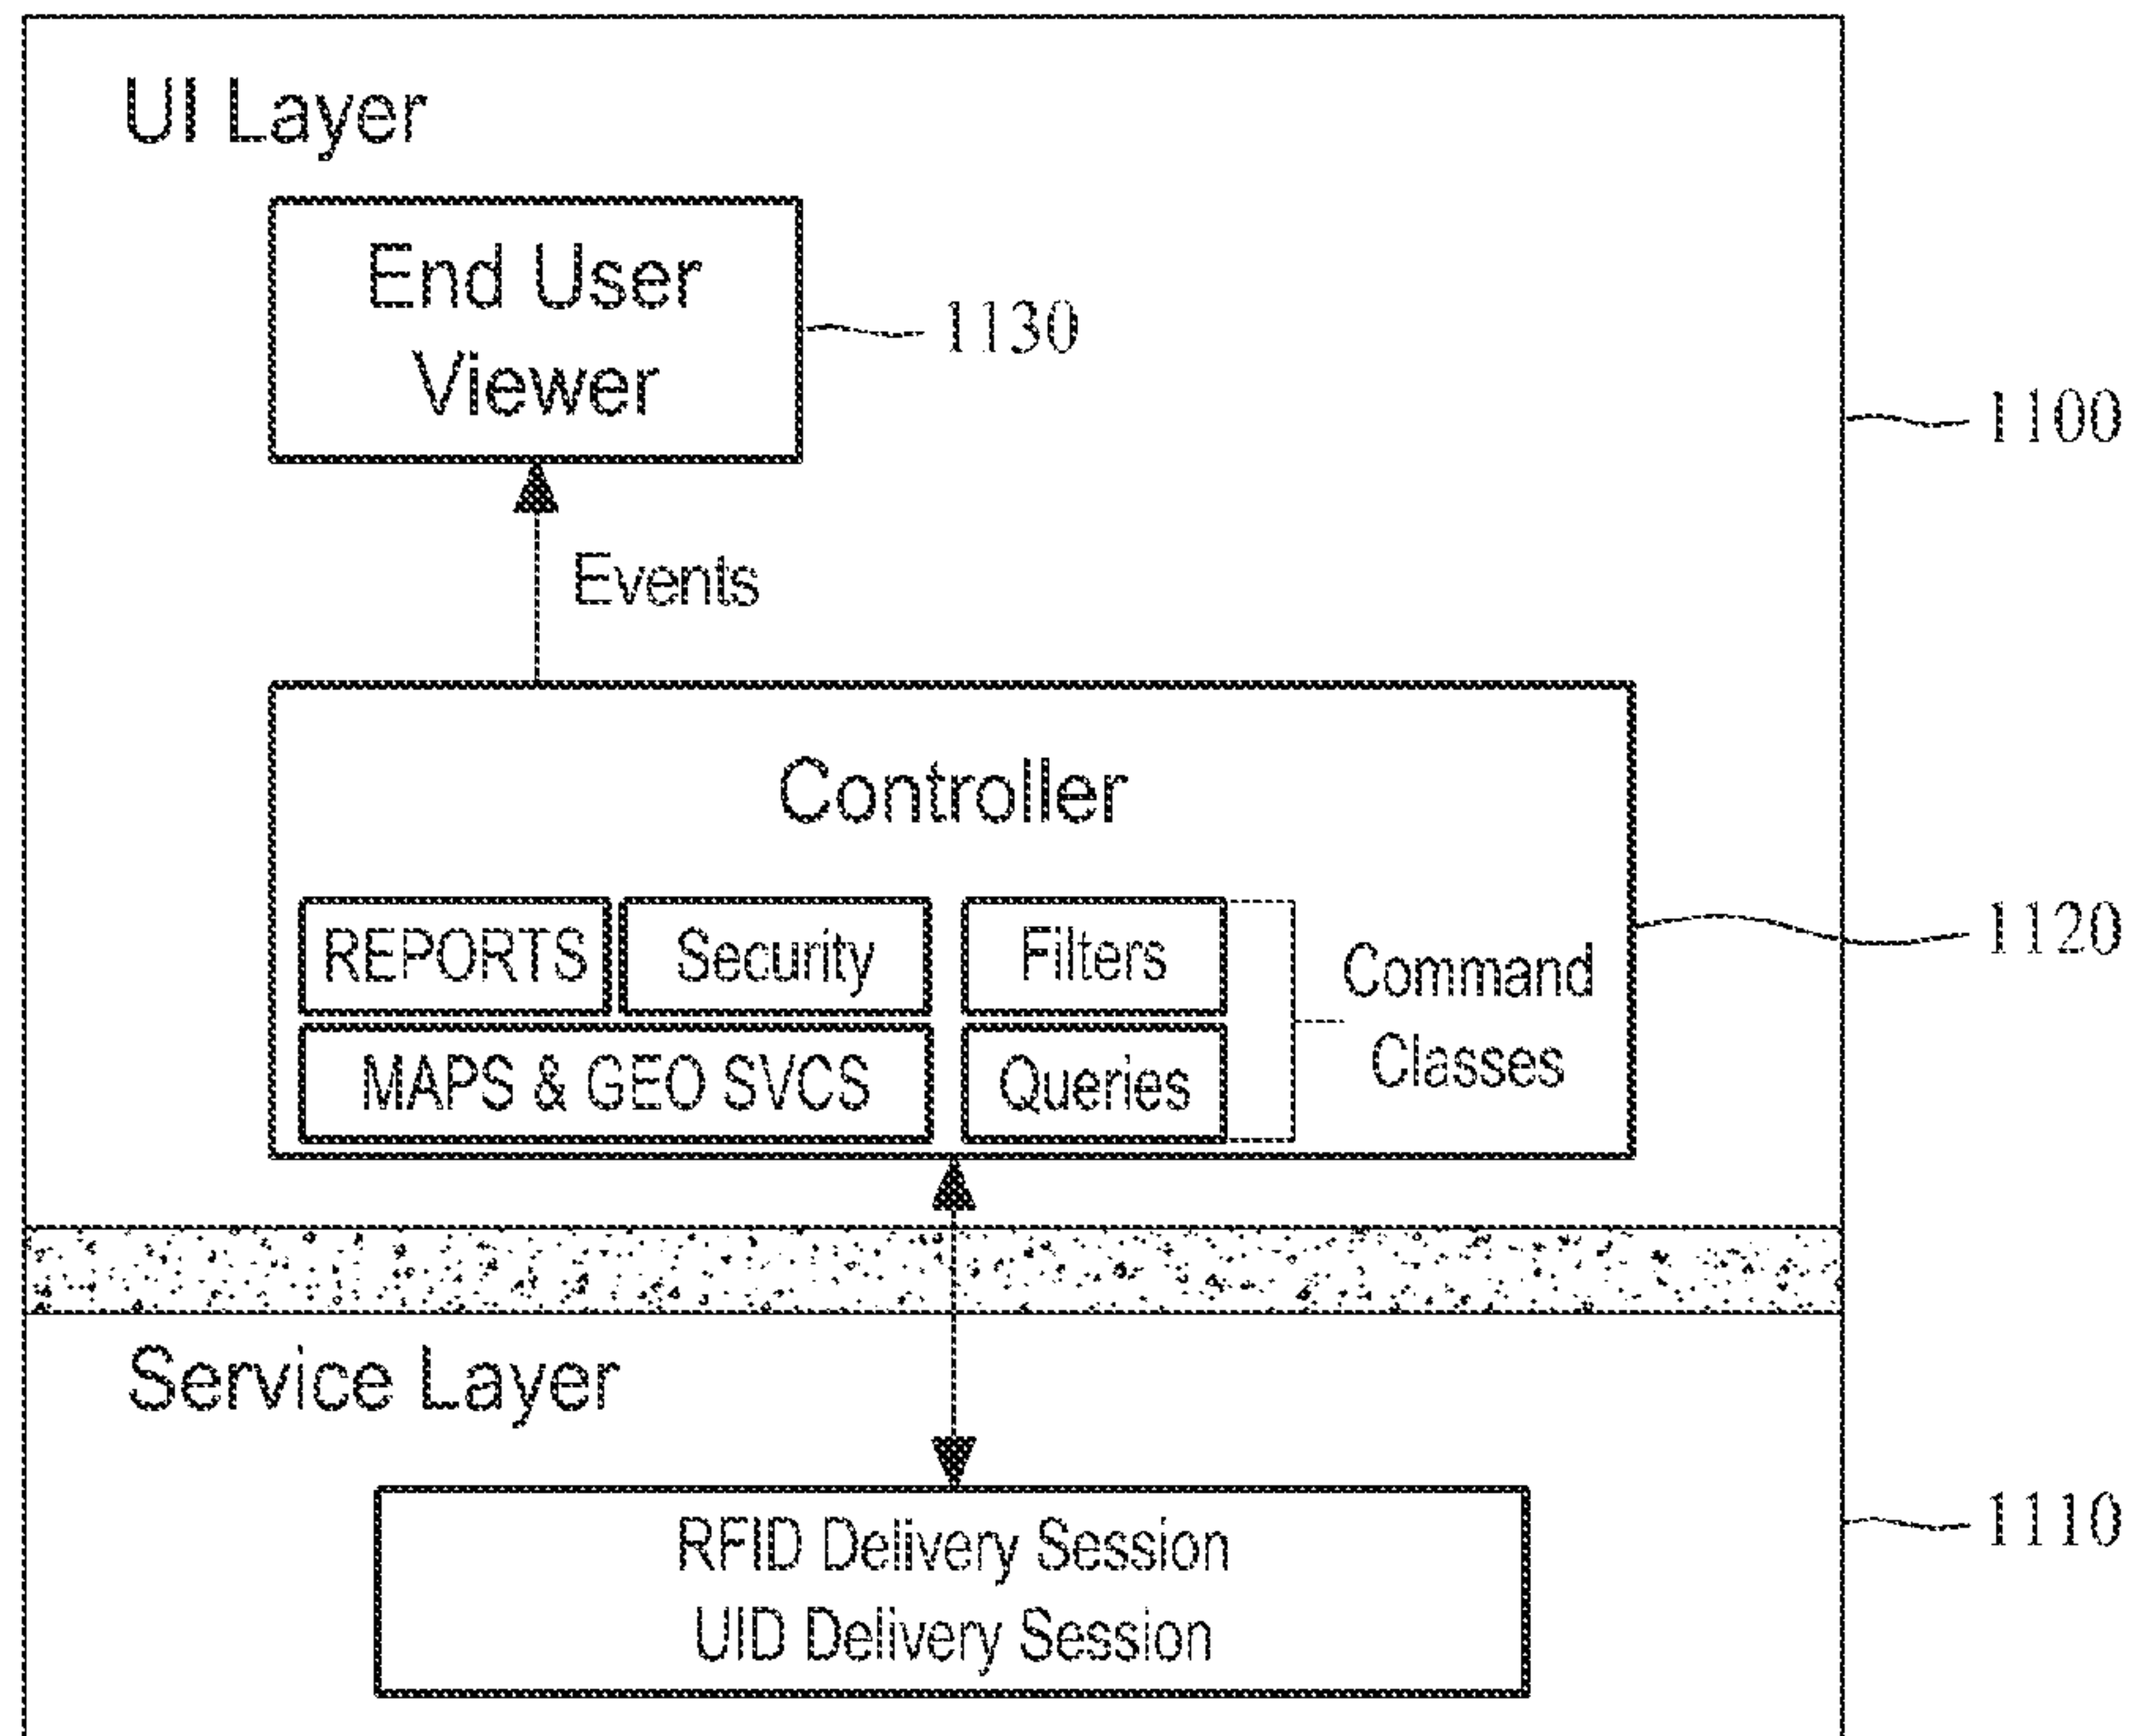 UI Layer
End User
Viewer
1130
1100
Events
Controller
REPORTS
Security
Filters
Command
Classes
1120
MAPS & GEO SVCS
Queries
Service Layer
RFID Delivery Session
UID Delivery Session
1110